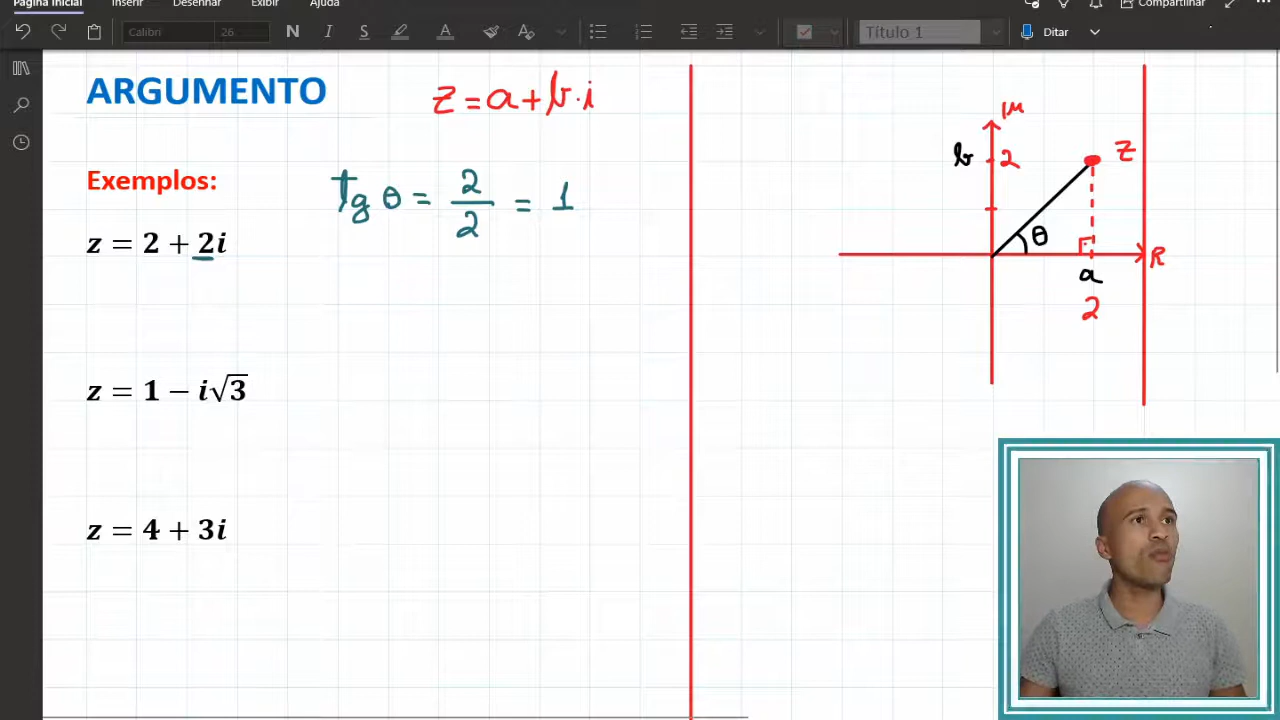 Página Inicial Inserir Desenhar Exibir Ajuda Compartilhar
Calibri 26 N I S A Título 1 Ditar
ARGUMENTO
z = a + b·i
Exemplos:
tg θ = 2/2 = 1
z = 2 + 2i
z = 1 − i√3
z = 4 + 3i
Im
b 2 Z
θ
R
a
2